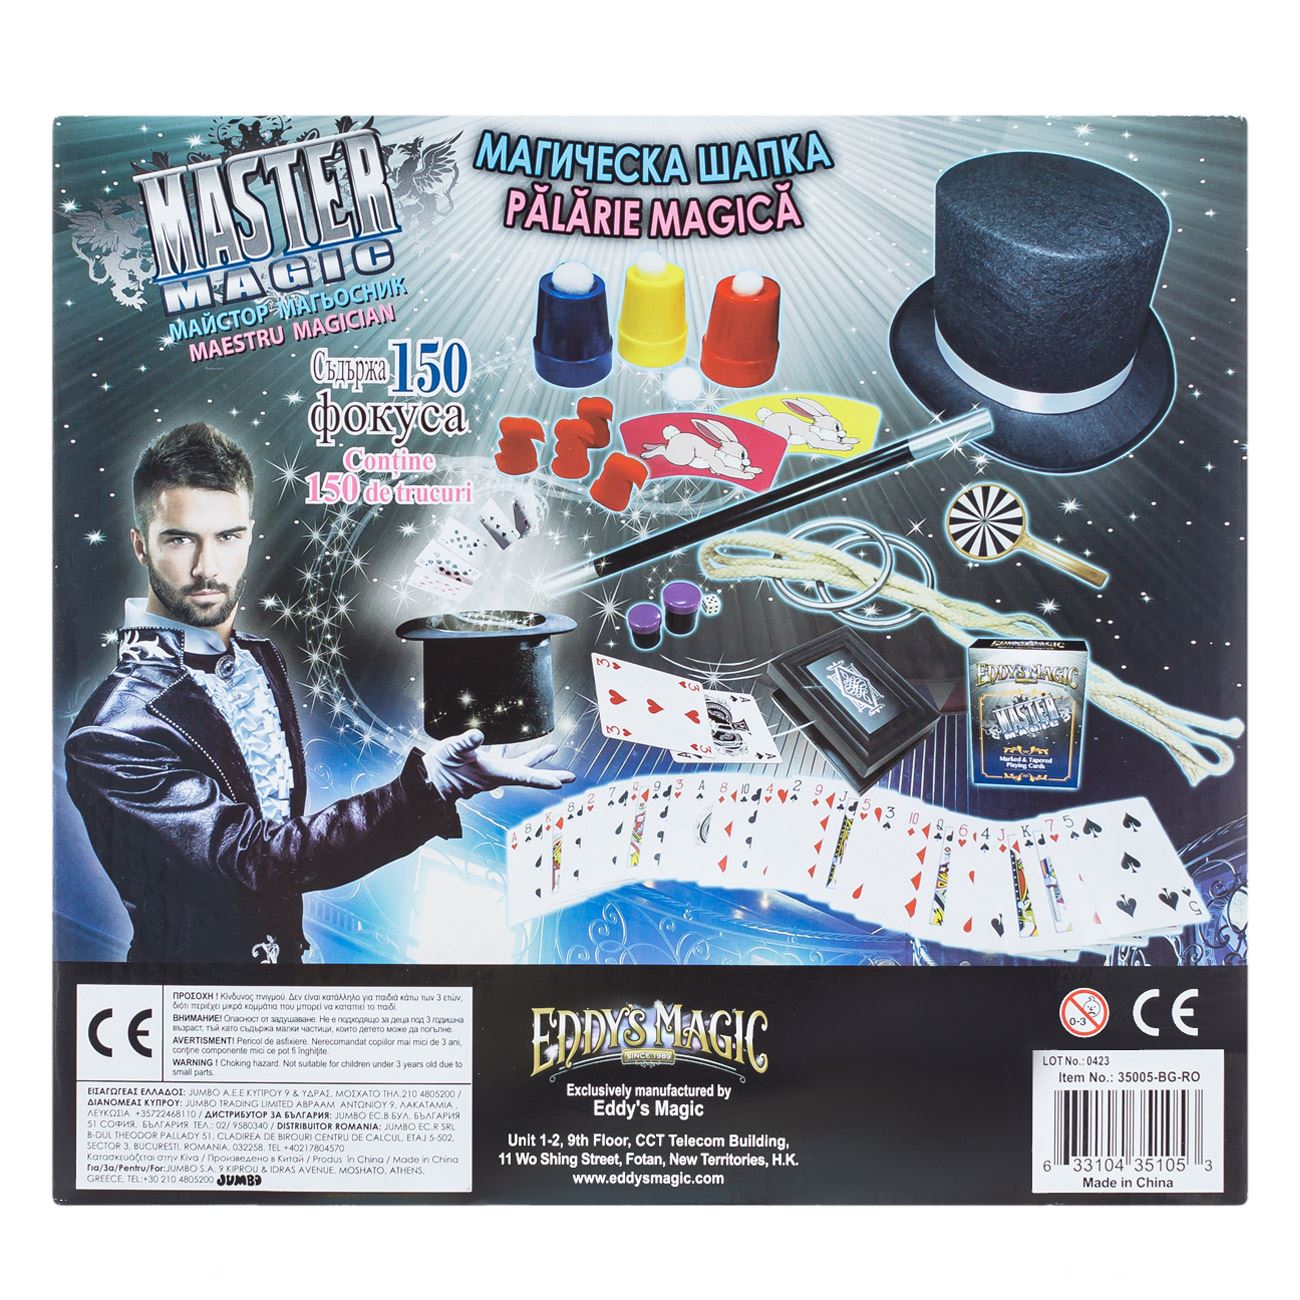 MASTER
MAGIC
МАЙСТОР МАГЬОСНИК
MAESTRU MAGICIAN
МАГИЧЕСКА ШАПКА
PĂLĂRIE MAGICĂ
Съдържа 150
фокуса
Conține
150 de trucuri
EDDY'S MAGIC
MASTER
MAGIC
Marked & Tapered
Playing Cards
CE
ΠΡΟΣΟΧΗ ! Κίνδυνος πνιγμού. Δεν είναι κατάλληλο για παιδιά κάτω των 3 ετών,
διότι περιέχει μικρά κομμάτια που μπορεί να καταπιεί το παιδί.
ВНИМАНИЕ! Опасност от задушаване. Не е подходящо за деца под 3 годишна
възраст, тъй като съдържа малки частици, които детето може да погълне.
AVERTISMENT! Pericol de asfixiere. Nerecomandat copiilor mai mici de 3 ani,
conţine componente mici ce pot fi înghiţite.
WARNING ! Choking hazard. Not suitable for children under 3 years old due to
small parts.
ΕΙΣΑΓΩΓΕΑΣ ΕΛΛΑΔΟΣ: JUMBO Α.Ε.Ε ΚΥΠΡΟΥ 9 & ΥΔΡΑΣ, ΜΟΣΧΑΤΟ ΤΗΛ.210 4805200 /
ΔΙΑΝΟΜΕΑΣ ΚΥΠΡΟΥ: JUMBO TRADING LIMITED ΑΒΡΑΑΜ ΑΝΤΩΝΙΟΥ 9, ΛΑΚΑΤΑΜΙΑ ,
ΛΕΥΚΩΣΙΑ +35722468110 / ДИСТРИБУТОР ЗА БЪЛГАРИЯ: JUMBO EC.B БУЛ. БЪЛГАРИЯ
51 СОФИЯ, БЪЛГАРИЯ ТЕЛ.: 02/ 9580340 / DISTRIBUITOR ROMANIA: JUMBO EC.R SRL
B-DUL THEODOR PALLADY 51, CLADIREA DE BIROURI CENTRU DE CALCUL, ETAJ 5-502,
SECTOR 3, BUCURESTI, ROMANIA, 032258. TEL +40217804570
Κατασκευάζεται στην Κίνα / Произведено в Китай / Produs în China / Made in China
Για/За/Pentru/For: JUMBO S.A. 9 KIPROU & IDRAS AVENUE, MOSHATO, ATHENS,
GREECE, TEL:+30 210 4805200 JUMBO
EDDY'S MAGIC
SINCE 1989
Exclusively manufactured by
Eddy's Magic
Unit 1-2, 9th Floor, CCT Telecom Building,
11 Wo Shing Street, Fotan, New Territories, H.K.
www.eddysmagic.com
0-3
CE
LOT No.: 0423
Item No.: 35005-BG-RO
6 33104 35105 3
Made in China